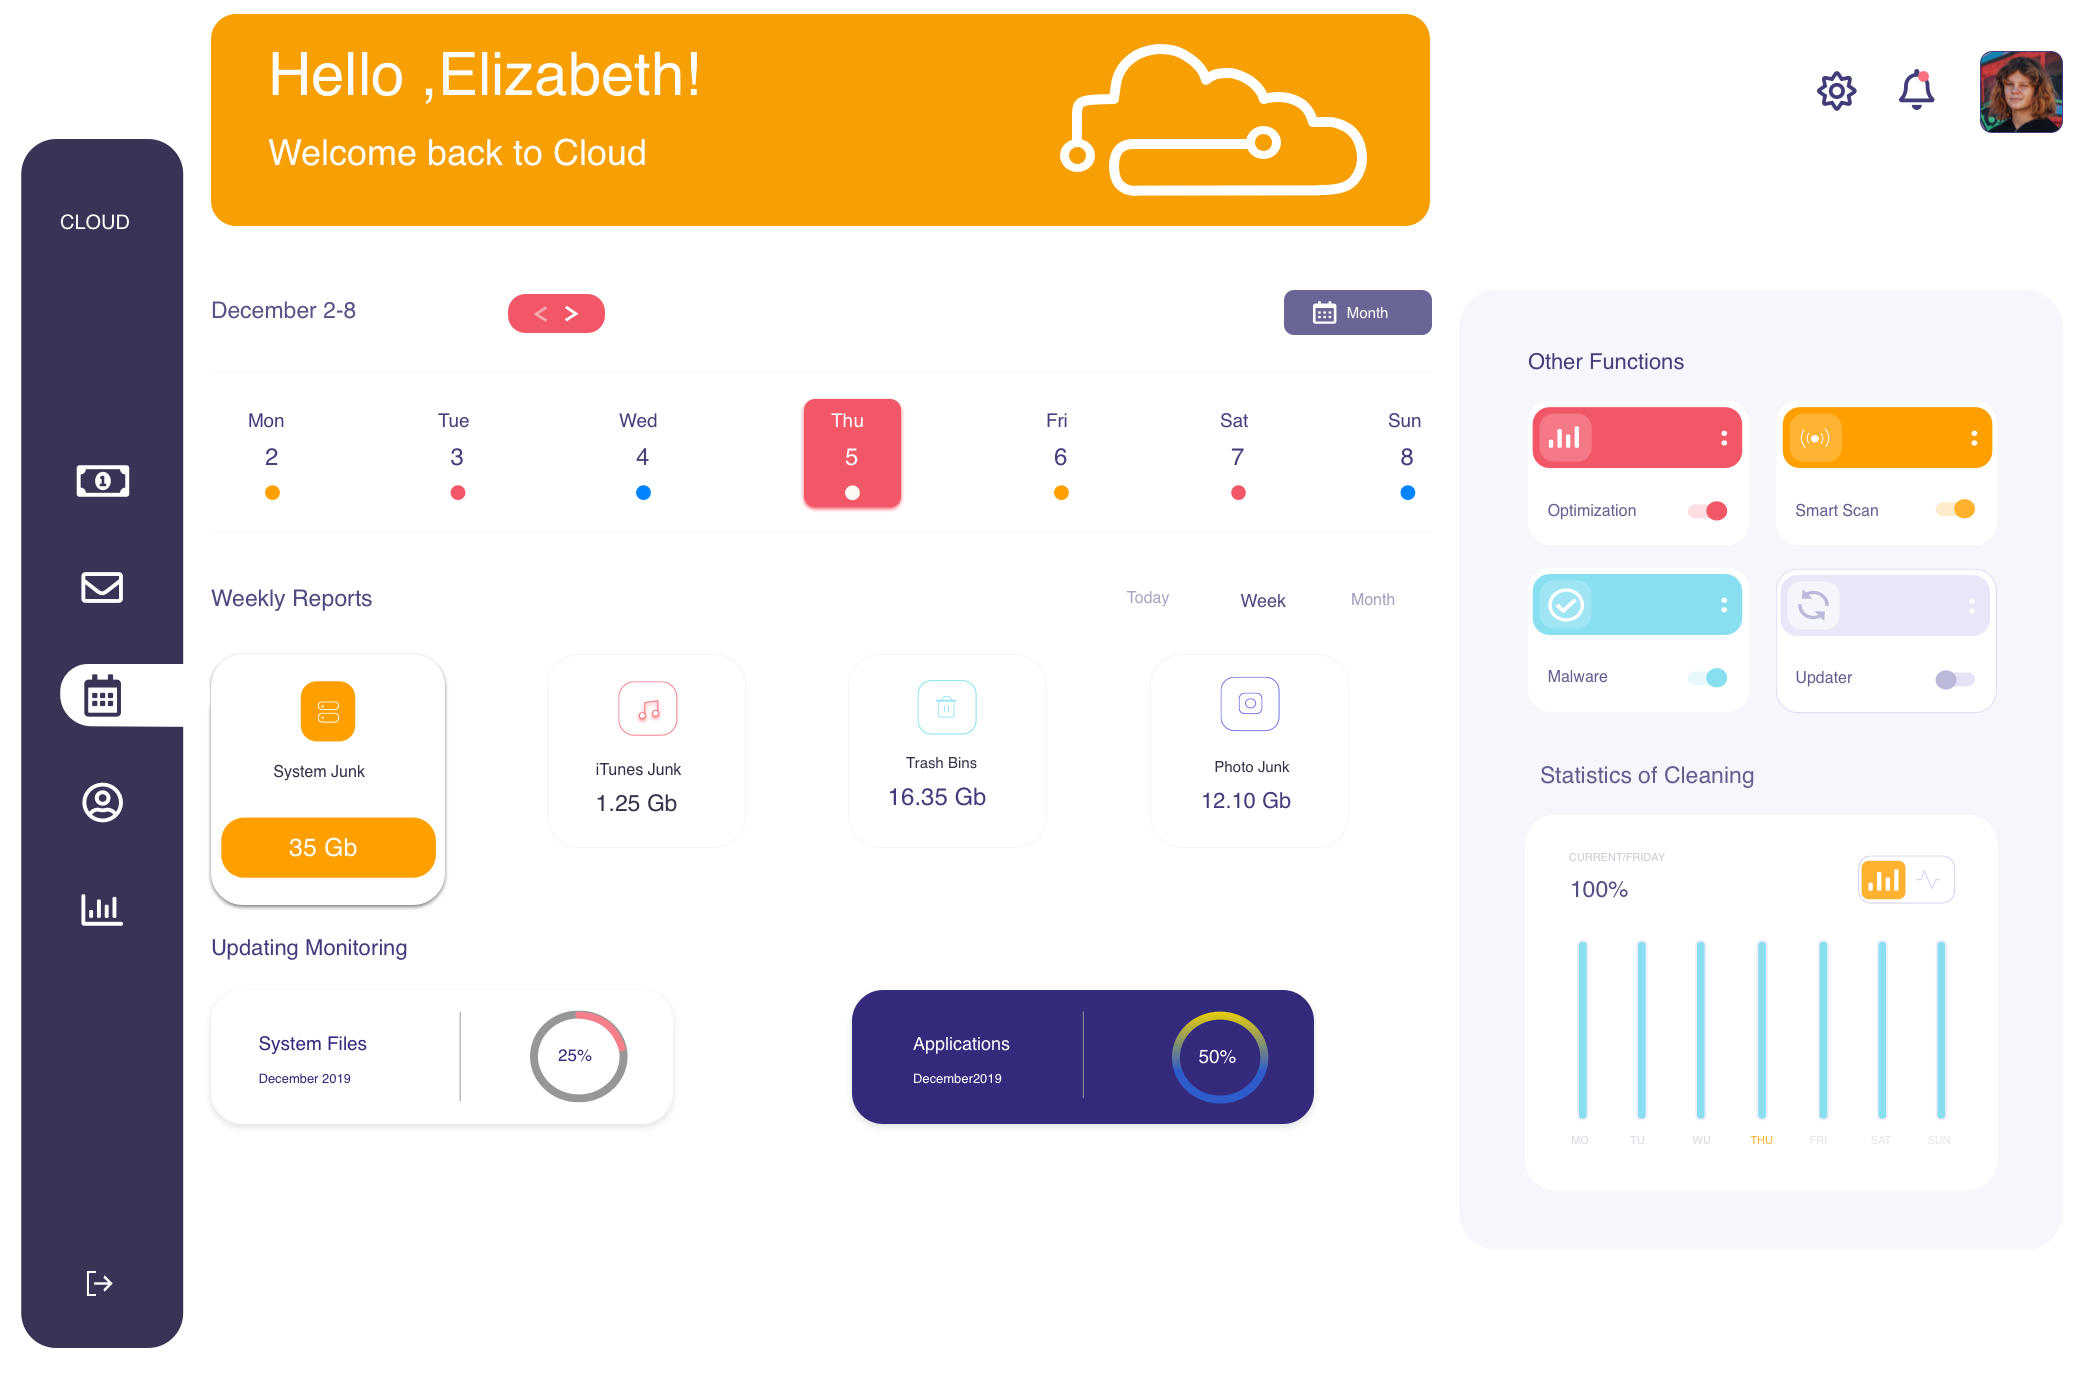 Hello ,Elizabeth!
Welcome back to Cloud
CLOUD
December 2-8
< >
Month
Mon Tue Wed Thu Fri Sat Sun
2 3 4 5 6 7 8
Weekly Reports
Today Week Month
System Junk
35 Gb
iTunes Junk
1.25 Gb
Trash Bins
16.35 Gb
Photo Junk
12.10 Gb
Updating Monitoring
System Files
December 2019
25%
Applications
December2019
50%
Other Functions
Optimization
Smart Scan
Malware
Updater
Statistics of Cleaning
CURRENT/FRIDAY
100%
MO TU WU THU FRI SAT SUN
1